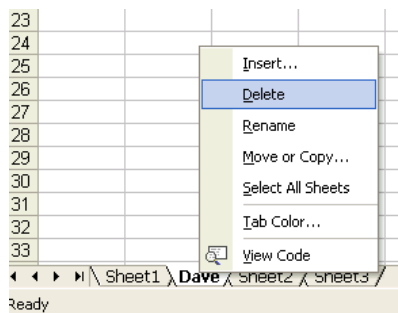 23
24
25
26
27
28
29
30
31
32
33
Insert...
Delete
Rename
Move or Copy...
Select All Sheets
Tab Color...
View Code
Sheet1 Dave Sheet2 Sheet3
Ready